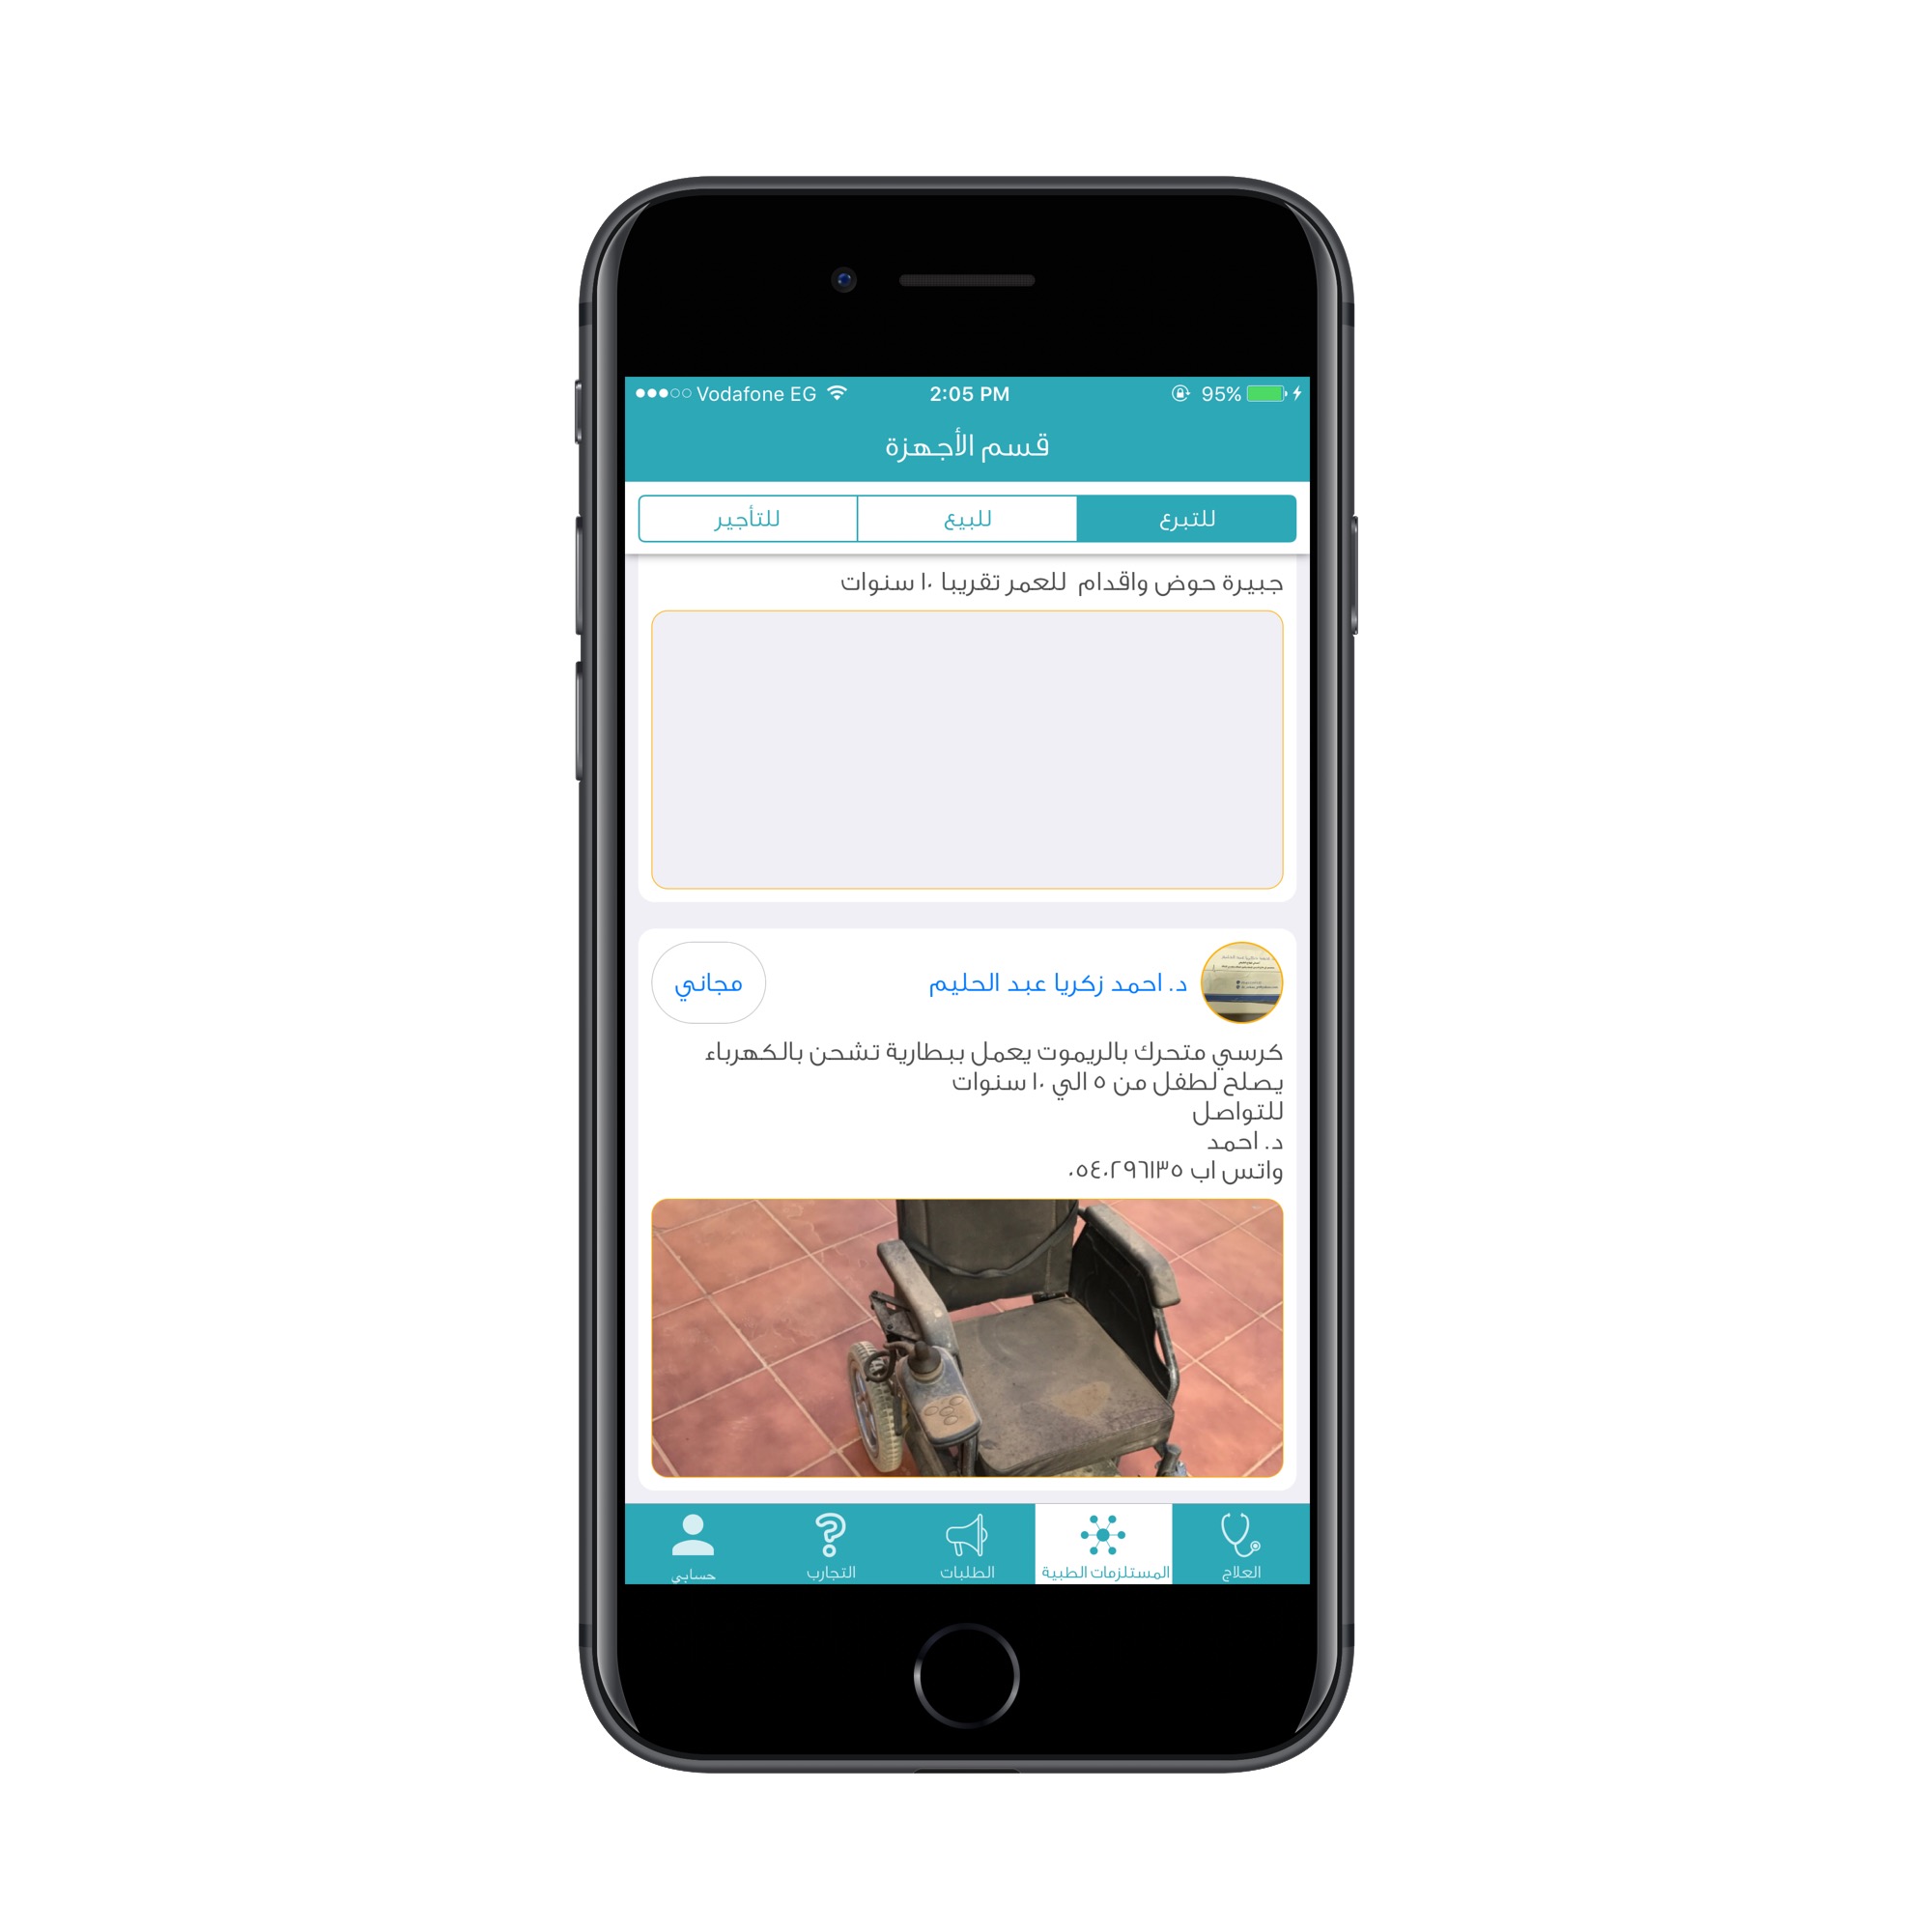 Vodafone EG
2:05 PM
95%
قسم الأجهزة
للتبرع
للبيع
للتأجير
جبيرة حوض واقدام للعمر تقريبا ١٠ سنوات
د. احمد زكريا عبد الحليم
مجاني
كرسي متحرك بالريموت يعمل ببطارية تشحن بالكهرباء
يصلح لطفل من ٥ الي ١٠ سنوات
للتواصل
د. احمد
واتس اب ٠٥٤٠٢٩٦١٣٥
العلاج
المستلزمات الطبية
الطلبات
التجارب
حسابي